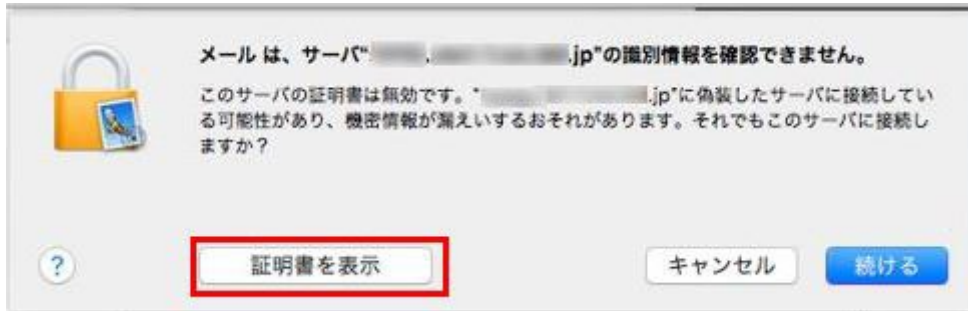 メール は、サーバ" . .jp"の識別情報を確認できません。
このサーバの証明書は無効です。" .jp"に偽装したサーバに接続してい
る可能性があり、機密情報が漏えいするおそれがあります。それでもこのサーバに接続し
ますか？
? 証明書を表示 キャンセル 続ける